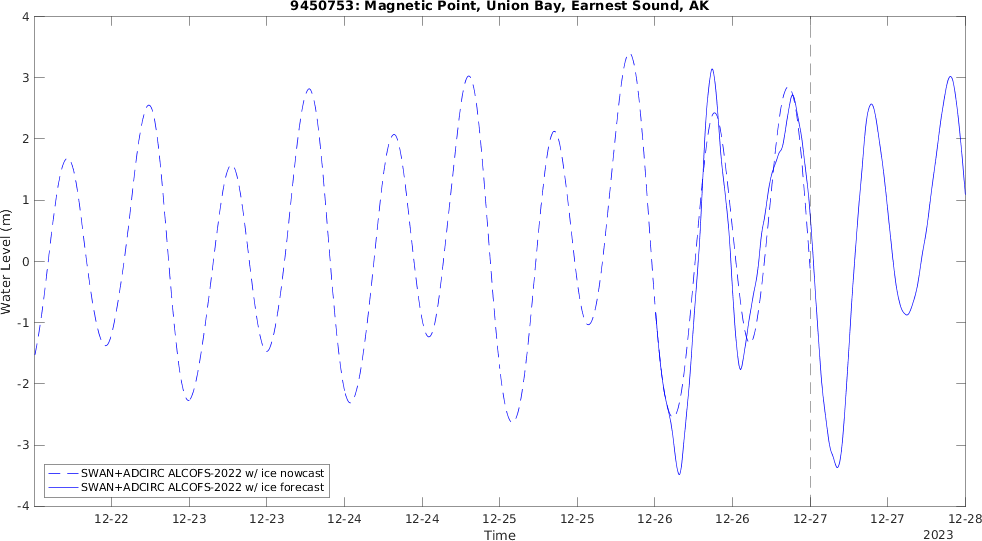 9450753: Magnetic Point, Union Bay, Earnest Sound, AK
4
3
2
1
0
-1
-2
-3
-4
Water Level (m)
SWAN+ADCIRC ALCOFS-2022 w/ ice nowcast
SWAN+ADCIRC ALCOFS-2022 w/ ice forecast
12-22 12-23 12-23 12-24 12-24 12-25 12-25 12-26 12-26 12-27 12-27 12-28
Time
2023